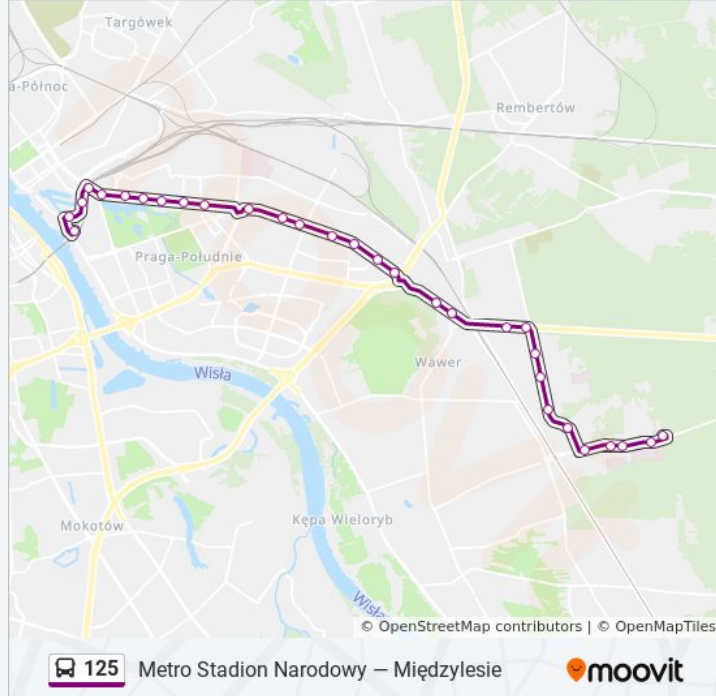 Targówek
a-Północ
Rembertów
Praga-Południe
Wawer
Wisła
Kępa Wieloryb
Mokotów
Wisła
© OpenStreetMap contributors | © OpenMapTiles
125 Metro Stadion Narodowy — Międzylesie moovit